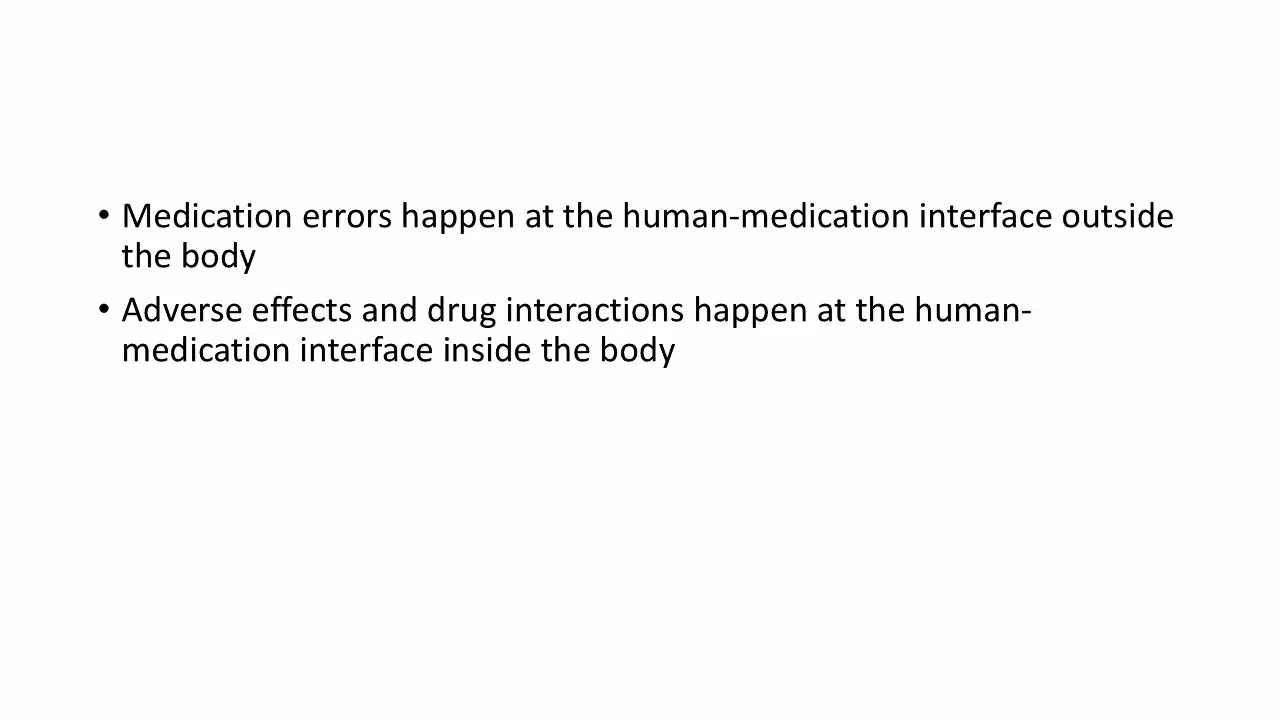 • Medication errors happen at the human-medication interface outside
the body
• Adverse effects and drug interactions happen at the human-
medication interface inside the body